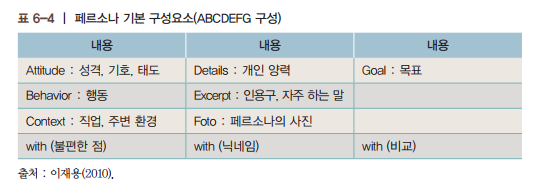 표 6-4 | 페르소나 기본 구성요소(ABCDEFG 구성)
내용 내용 내용
Attitude : 성격, 기호, 태도 Details : 개인 양력 Goal : 목표
Behavior : 행동 Excerpt : 인용구, 자주 하는 말
Context : 직업, 주변 환경 Foto : 페르소나의 사진
with (불편한 점) with (닉네임) with (비교)
출처 : 이재용(2010).